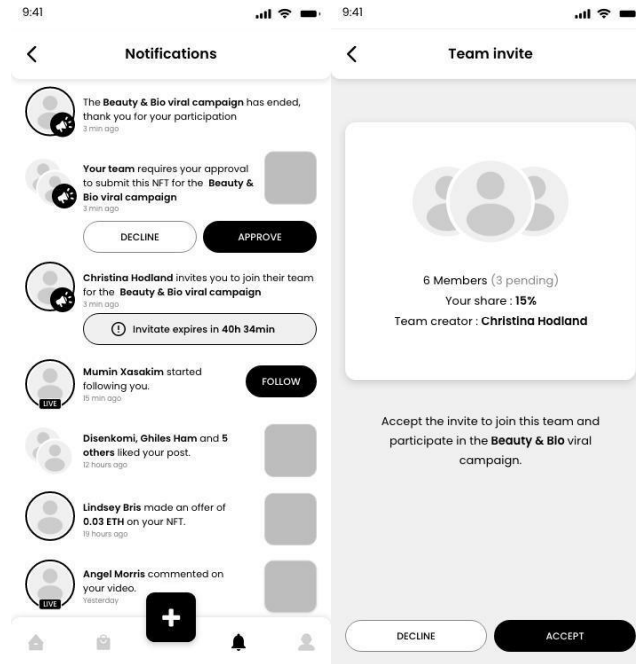 9:41
Notifications
The Beauty & Bio viral campaign has ended,
thank you for your participation
3 min ago
Your team requires your approval
to submit this NFT for the Beauty &
Bio viral campaign
3 min ago
DECLINE
APPROVE
Christina Hodland invites you to join their team
for the Beauty & Bio viral campaign
3 min ago
Invitate expires in 40h 34min
Mumin Xasakim started
following you.
15 min ago
LIVE
FOLLOW
Disenkomi, Ghiles Ham and 5
others liked your post.
12 hours ago
Lindsey Bris made an offer of
0.03 ETH on your NFT.
19 hours ago
Angel Morris commented on
your video.
Yesterday
LIVE
9:41
Team invite
6 Members (3 pending)
Your share : 15%
Team creator : Christina Hodland
Accept the invite to join this team and
participate in the Beauty & Bio viral
campaign.
DECLINE
ACCEPT